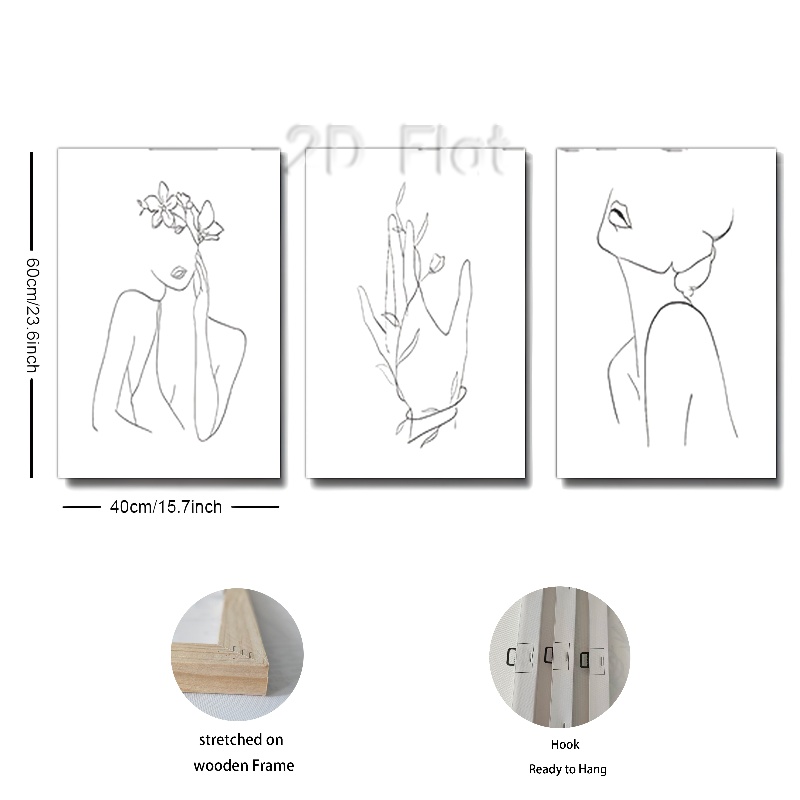 2D Flat
60cm/23.6inch
40cm/15.7inch
stretched on
wooden Frame
Hook
Ready to Hang